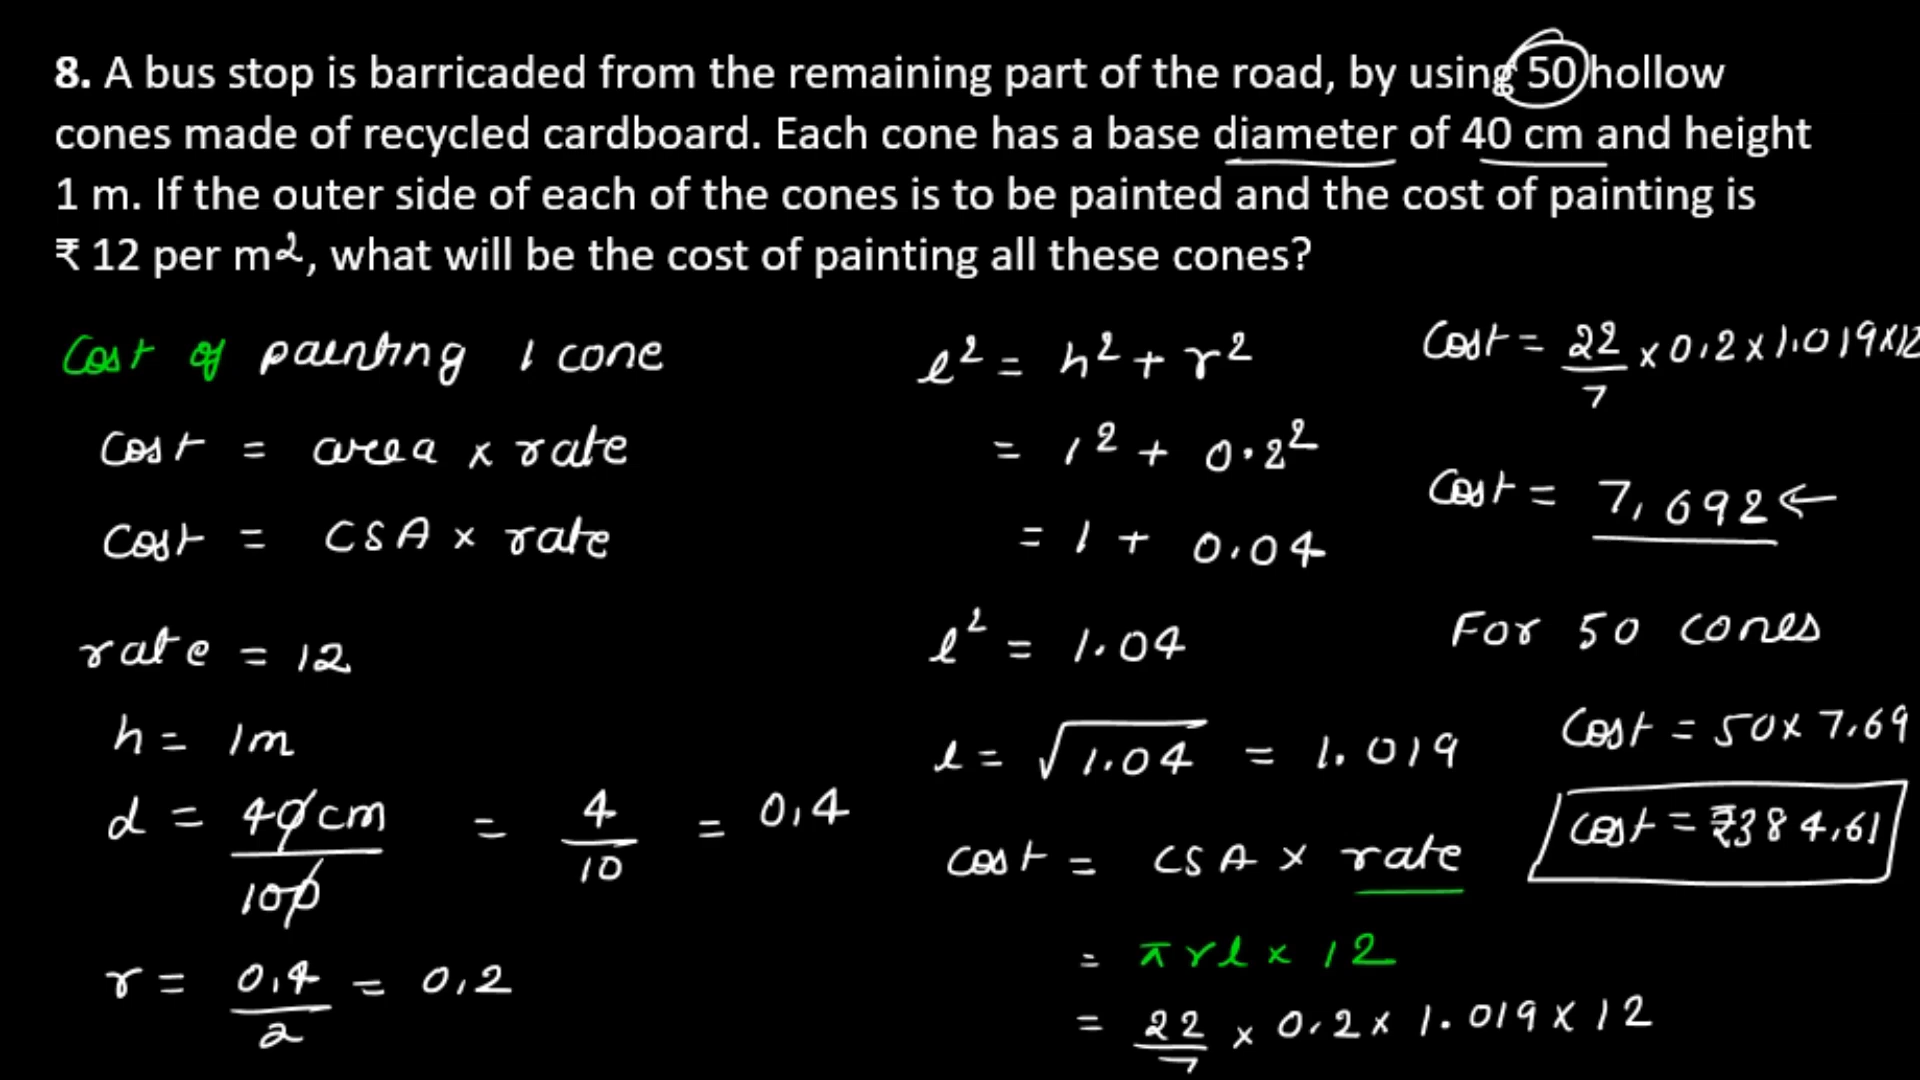 8. A bus stop is barricaded from the remaining part of the road, by using 50 hollow
cones made of recycled cardboard. Each cone has a base diameter of 40 cm and height
1 m. If the outer side of each of the cones is to be painted and the cost of painting is
₹ 12 per m2, what will be the cost of painting all these cones?
Cost of painting 1 cone
Cost = area x rate
Cost = CSA x rate
rate = 12
h = 1m
d = 40cm/100 = 4/10 = 0.4
r = 0.4/2 = 0.2
l² = h² + r²
= 1² + 0.2²
= 1 + 0.04
l² = 1.04
l = √1.04 = 1.019
Cost = CSA x rate
= πrl x 12
= 22/7 x 0.2 x 1.019 x 12
Cost = 22/7 x 0.2 x 1.019 x 12
Cost = 7.692 ←
For 50 cones
Cost = 50 x 7.69
Cost = ₹384.61